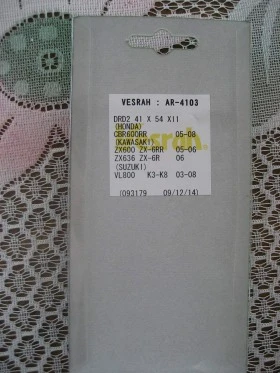 VESRAH : AR-4103
DRD2 41 X 54 X11
(HONDA)
CBR600RR 05-08
(KAWASAKI)
ZX600 ZX-6RR 05-06
ZX636 ZX-6R 06
(SUZUKI)
VL800 K3-K8 03-08
(093179 09/12/14)